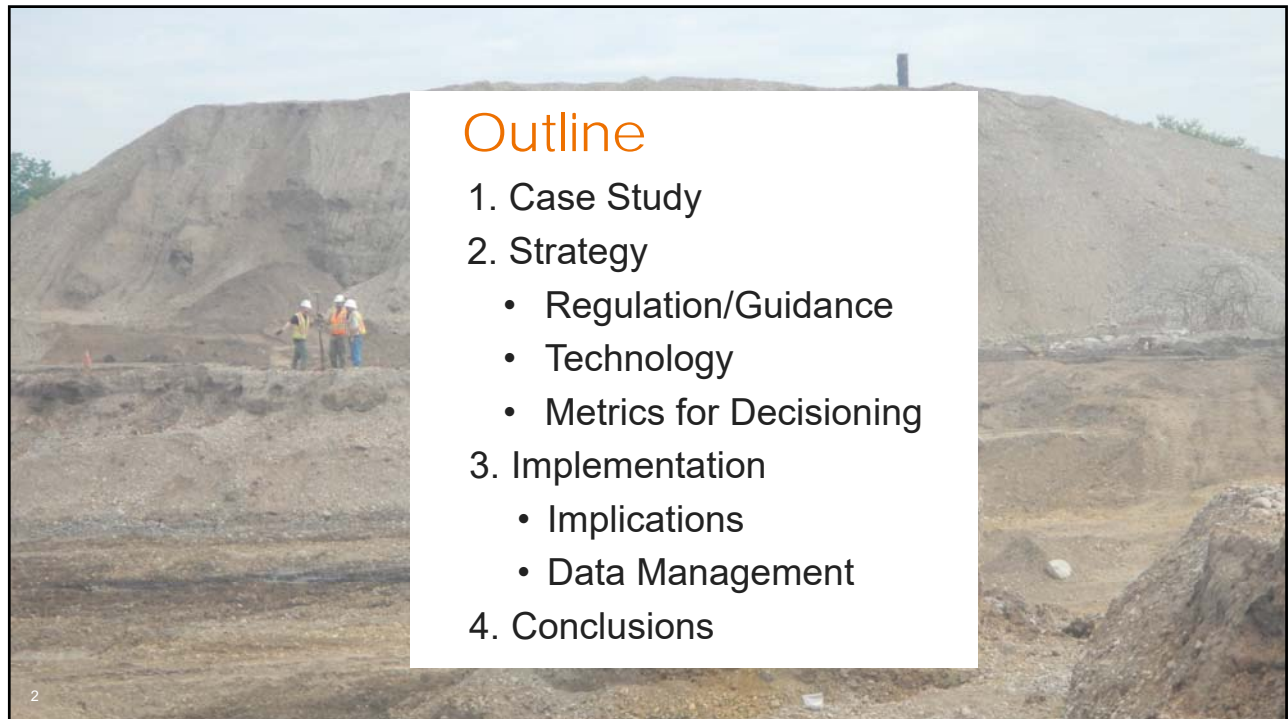 Outline
1. Case Study
2. Strategy
• Regulation/Guidance
• Technology
• Metrics for Decisioning
3. Implementation
• Implications
• Data Management
4. Conclusions
2